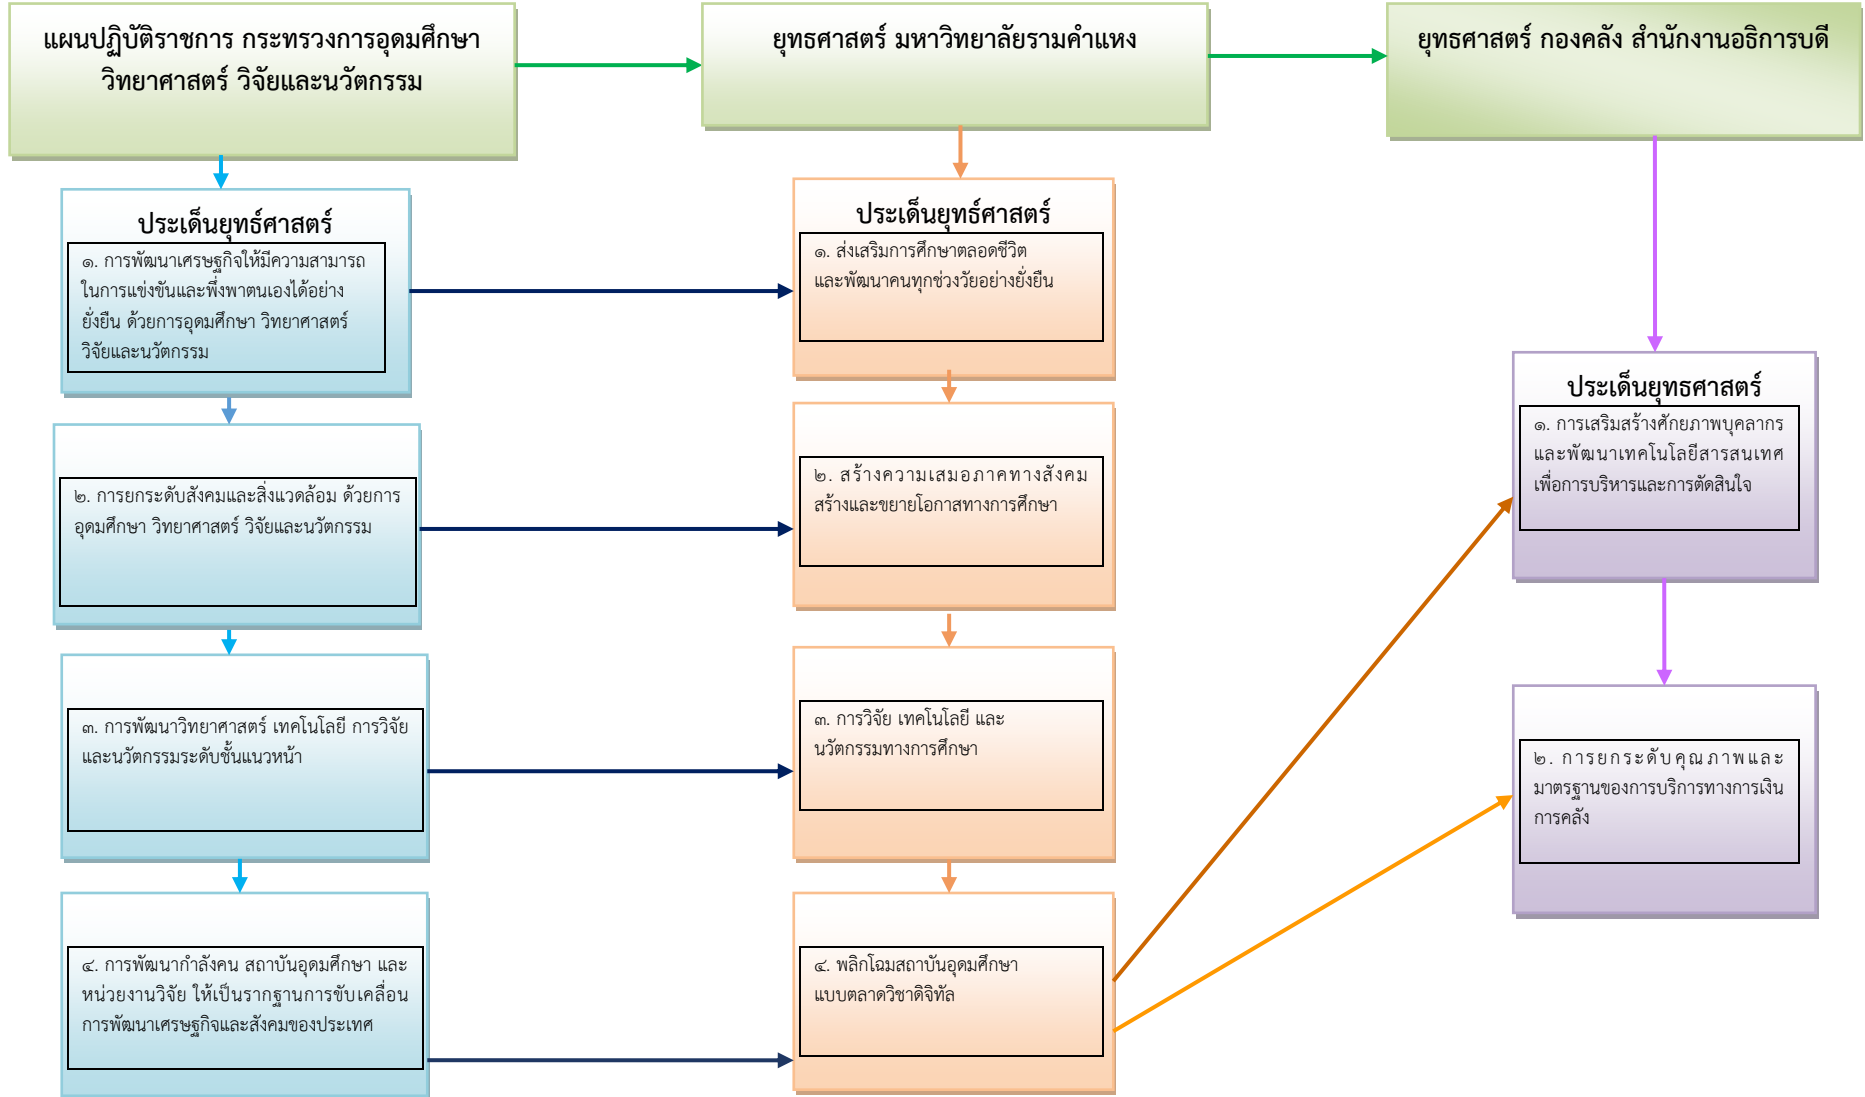 แผนปฏิบัติราชการ กระทรวงการอุดมศึกษา
วิทยาศาสตร์ วิจัยและนวัตกรรม
ยุทธศาสตร์ มหาวิทยาลัยรามคำแหง
ยุทธศาสตร์ กองคลัง สำนักงานอธิการบดี
ประเด็นยุทธ์ศาสตร์
๑. การพัฒนาเศรษฐกิจให้มีความสามารถ
ในการแข่งขันและพึ่งพาตนเองได้อย่าง
ยั่งยืน ด้วยการอุดมศึกษา วิทยาศาสตร์
วิจัยและนวัตกรรม
๒. การยกระดับสังคมและสิ่งแวดล้อม ด้วยการ
อุดมศึกษา วิทยาศาสตร์ วิจัยและนวัตกรรม
๓. การพัฒนาวิทยาศาสตร์ เทคโนโลยี การวิจัย
และนวัตกรรมระดับชั้นแนวหน้า
๔. การพัฒนากำลังคน สถาบันอุดมศึกษา และ
หน่วยงานวิจัย ให้เป็นรากฐานการขับเคลื่อน
การพัฒนาเศรษฐกิจและสังคมของประเทศ
ประเด็นยุทธ์ศาสตร์
๑. ส่งเสริมการศึกษาตลอดชีวิต
และพัฒนาคนทุกช่วงวัยอย่างยั่งยืน
๒. สร้างความเสมอภาคทางสังคม
สร้างและขยายโอกาสทางการศึกษา
๓. การวิจัย เทคโนโลยี และ
นวัตกรรมทางการศึกษา
๔. พลิกโฉมสถาบันอุดมศึกษา
แบบตลาดวิชาดิจิทัล
ประเด็นยุทธศาสตร์
๑. การเสริมสร้างศักยภาพบุคลากร
และพัฒนาเทคโนโลยีสารสนเทศ
เพื่อการบริหารและการตัดสินใจ
๒. การยกระดับคุณภาพและ
มาตรฐานของการบริการทางการเงิน
การคลัง